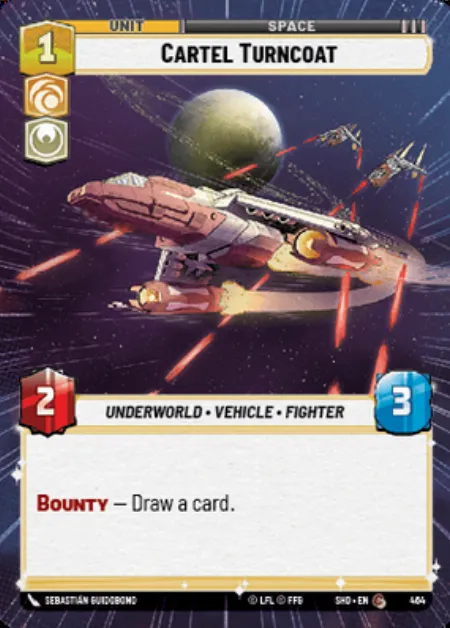 UNIT
SPACE
1
CARTEL TURNCOAT
2
UNDERWORLD • VEHICLE • FIGHTER
3
BOUNTY — Draw a card.
SEBASTIÁN GUIDOBONO
© LFL © FFG
SHD • EN
464